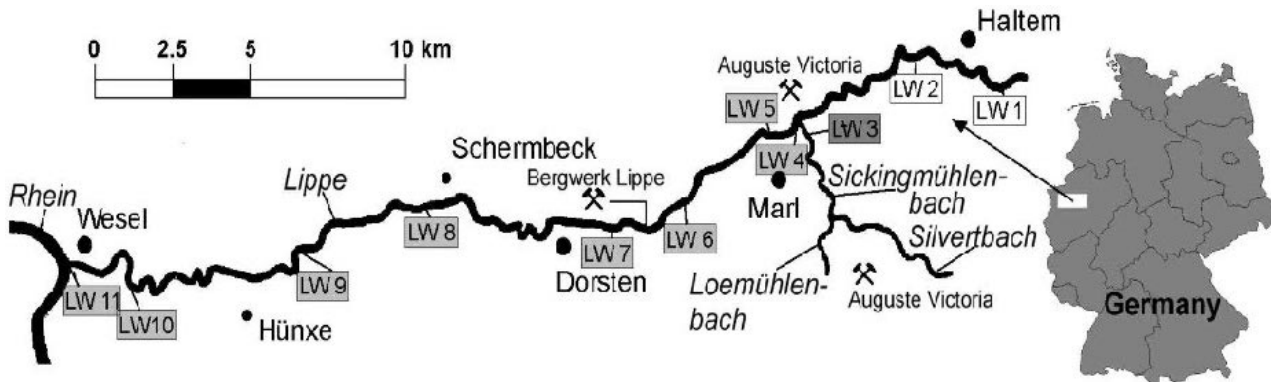 0 2.5 5 10 km
Haltern
Auguste Victoria
LW 2
LW 1
LW 5
LW 3
LW 4
Schermbeck
Sickingmühlen-
bach
Rhein
Lippe
Bergwerk Lippe
Marl
Wesel
LW 8
LW 7
LW 6
Silvertbach
LW 9
Dorsten
Loemühlen-
bach
LW 11
LW10
Auguste Victoria
Hünxe
Germany